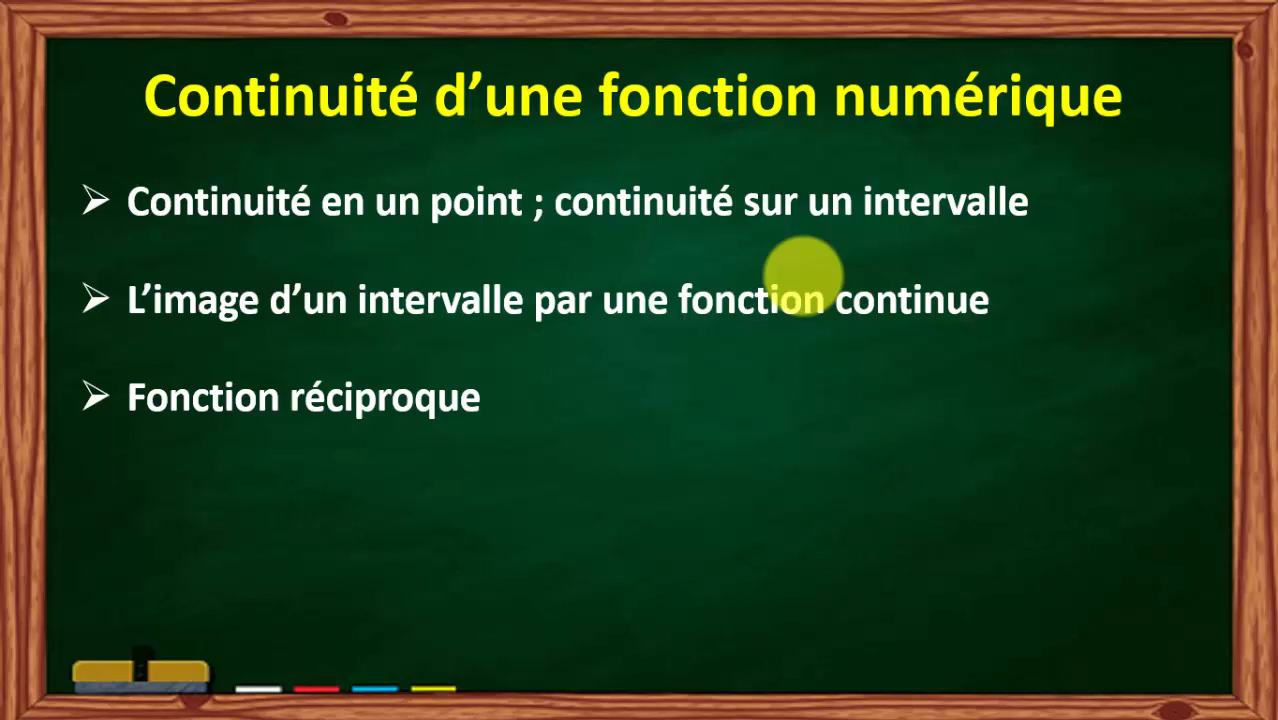 Continuité d’une fonction numérique
Continuité en un point ; continuité sur un intervalle
L’image d’un intervalle par une fonction continue
Fonction réciproque